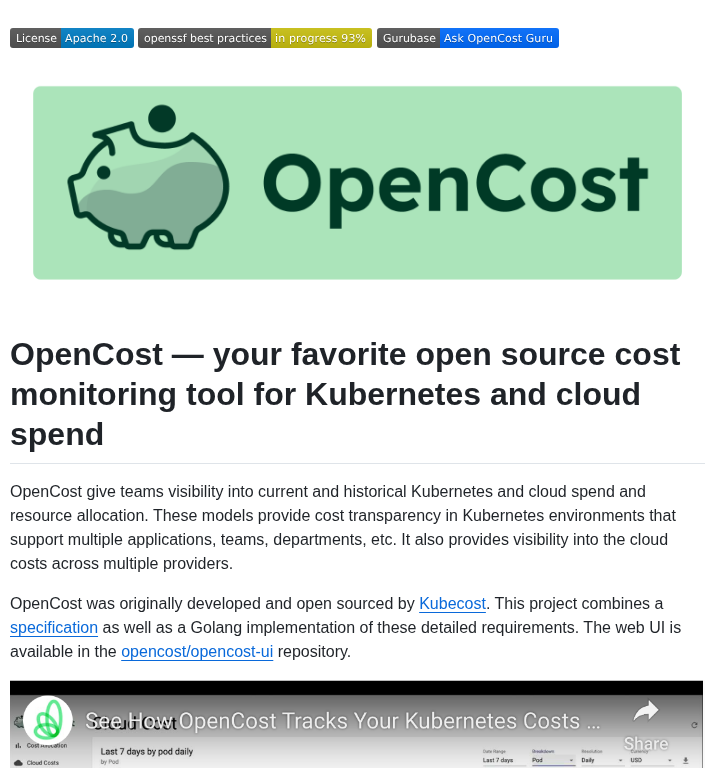 License Apache 2.0 openssf best practices in progress 93% Gurubase Ask OpenCost Guru
OpenCost
OpenCost — your favorite open source cost
monitoring tool for Kubernetes and cloud
spend
OpenCost give teams visibility into current and historical Kubernetes and cloud spend and
resource allocation. These models provide cost transparency in Kubernetes environments that
support multiple applications, teams, departments, etc. It also provides visibility into the cloud
costs across multiple providers.
OpenCost was originally developed and open sourced by Kubecost. This project combines a
specification as well as a Golang implementation of these detailed requirements. The web UI is
available in the opencost/opencost-ui repository.
See How OpenCost Tracks Your Kubernetes Costs ...
Cloud Cost
Share
Cost Allocation
Cloud Costs
Last 7 days by pod daily
by Pod
Date Range Breakdown Resolution Currency
Last 7 days Pod Daily USD